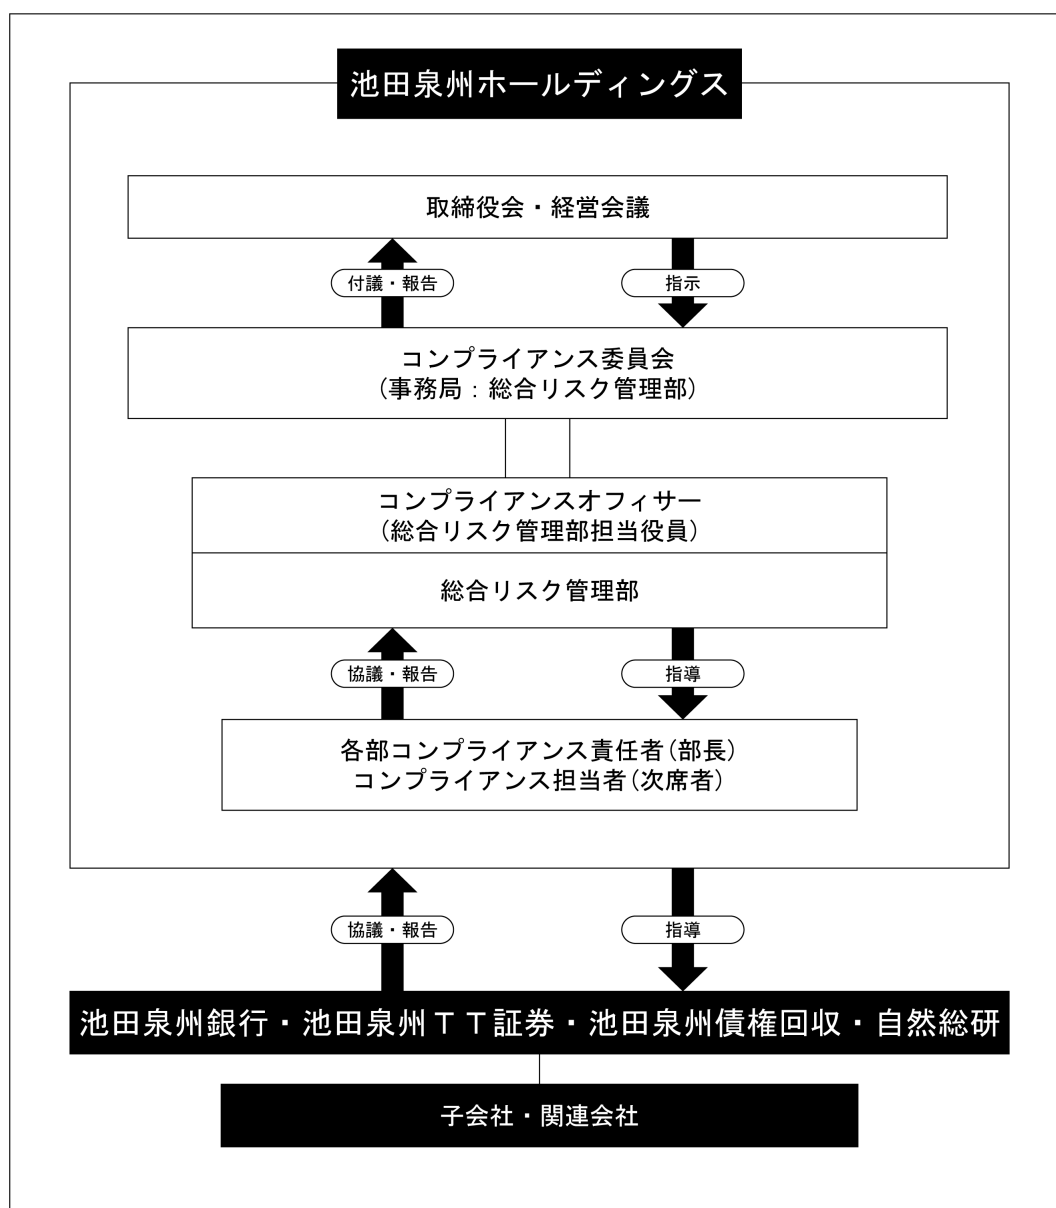 池田泉州ホールディングス
取締役会・経営会議
付議・報告
指示
コンプライアンス委員会
(事務局：総合リスク管理部)
コンプライアンスオフィサー
(総合リスク管理部担当役員)
総合リスク管理部
協議・報告
指導
各部コンプライアンス責任者(部長)
コンプライアンス担当者(次席者)
協議・報告
指導
池田泉州銀行・池田泉州ＴＴ証券・池田泉州債権回収・自然総研
子会社・関連会社